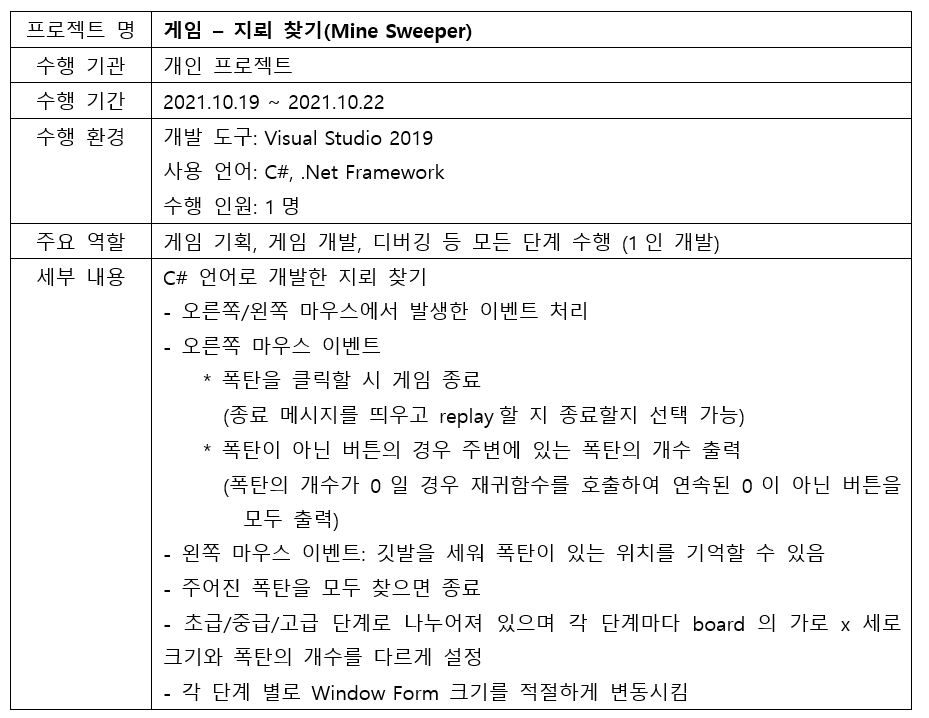 프로젝트 명
게임 – 지뢰 찾기(Mine Sweeper)
수행 기관
개인 프로젝트
수행 기간
2021.10.19 ~ 2021.10.22
수행 환경
개발 도구: Visual Studio 2019
사용 언어: C#, .Net Framework
수행 인원: 1명
주요 역할
게임 기획, 게임 개발, 디버깅 등 모든 단계 수행 (1인 개발)
세부 내용
C# 언어로 개발한 지뢰 찾기
- 오른쪽/왼쪽 마우스에서 발생한 이벤트 처리
- 오른쪽 마우스 이벤트
* 폭탄을 클릭할 시 게임 종료
(종료 메시지를 띄우고 replay할 지 종료할지 선택 가능)
* 폭탄이 아닌 버튼의 경우 주변에 있는 폭탄의 개수 출력
(폭탄의 개수가 0일 경우 재귀함수를 호출하여 연속된 0이 아닌 버튼을
모두 출력)
- 왼쪽 마우스 이벤트: 깃발을 세워 폭탄이 있는 위치를 기억할 수 있음
- 주어진 폭탄을 모두 찾으면 종료
- 초급/중급/고급 단계로 나누어져 있으며 각 단계마다 board의 가로 x 세로
크기와 폭탄의 개수를 다르게 설정
- 각 단계 별로 Window Form 크기를 적절하게 변동시킴